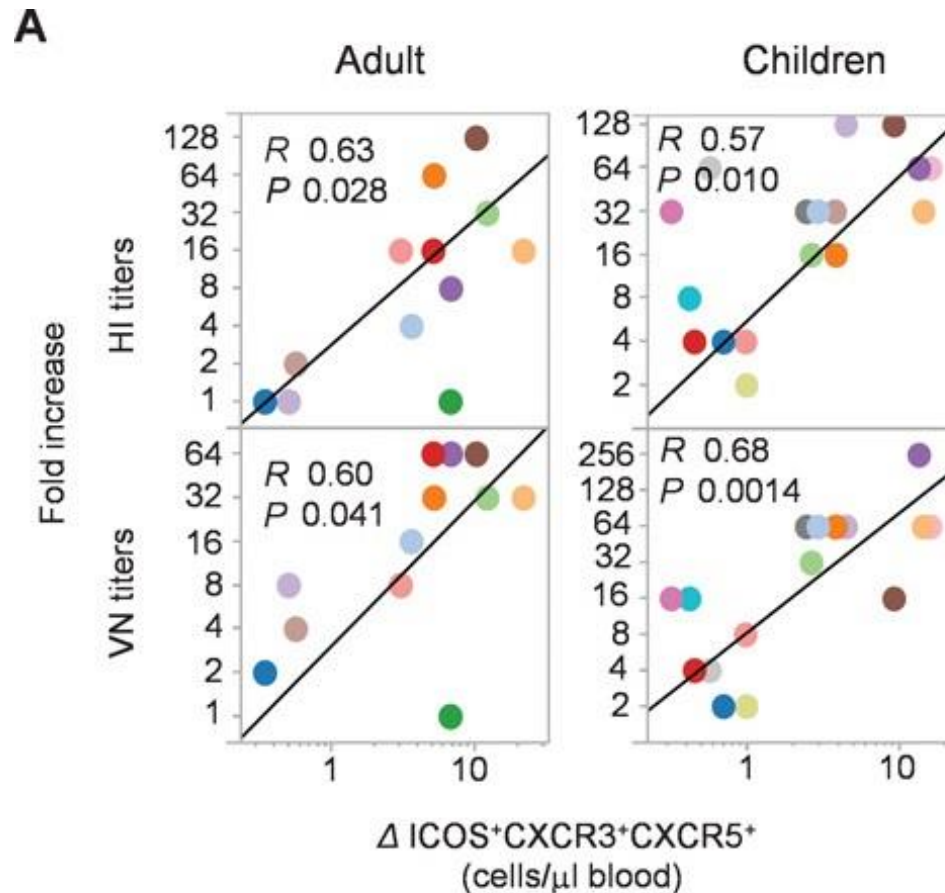 A
Adult
Children
Fold increase
HI titers
128
64
32
16
8
4
2
1
R 0.63
P 0.028
128
64
32
16
8
4
2
R 0.57
P 0.010
VN titers
64
32
16
8
4
2
1
R 0.60
P 0.041
256
128
64
32
16
8
4
2
R 0.68
P 0.0014
1 10
1 10
Δ ICOS⁺CXCR3⁺CXCR5⁺
(cells/μl blood)